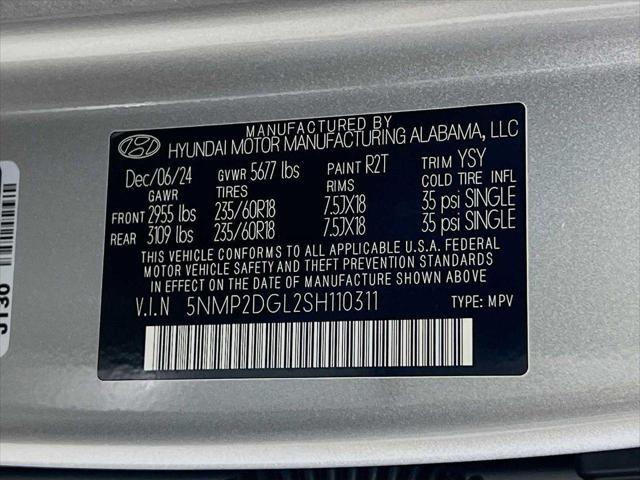 MANUFACTURED BY
HYUNDAI MOTOR MANUFACTURING ALABAMA, LLC
Dec/06/24 GVWR 5677 lbs PAINT R2T TRIM YSY
GAWR TIRES RIMS COLD TIRE INFL
FRONT 2955 lbs 235/60R18 7.5JX18 35 psi SINGLE
REAR 3109 lbs 235/60R18 7.5JX18 35 psi SINGLE
THIS VEHICLE CONFORMS TO ALL APPLICABLE U.S.A. FEDERAL
MOTOR VEHICLE SAFETY AND THEFT PREVENTION STANDARDS
IN EFFECT ON THE DATE OF MANUFACTURE SHOWN ABOVE.
V.I.N 5NMP2DGL2SH110311 TYPE: MPV
J130